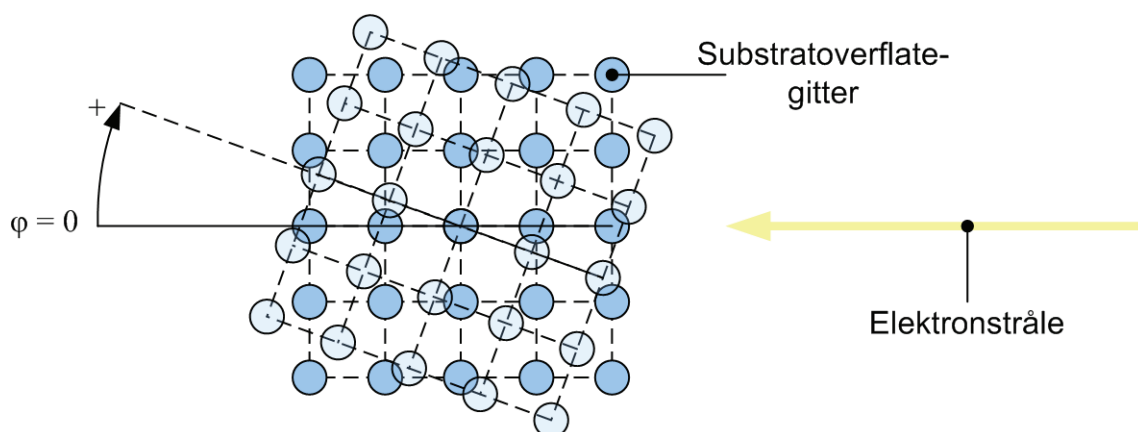 Substratoverflate-
gitter
+
φ = 0
Elektronstråle